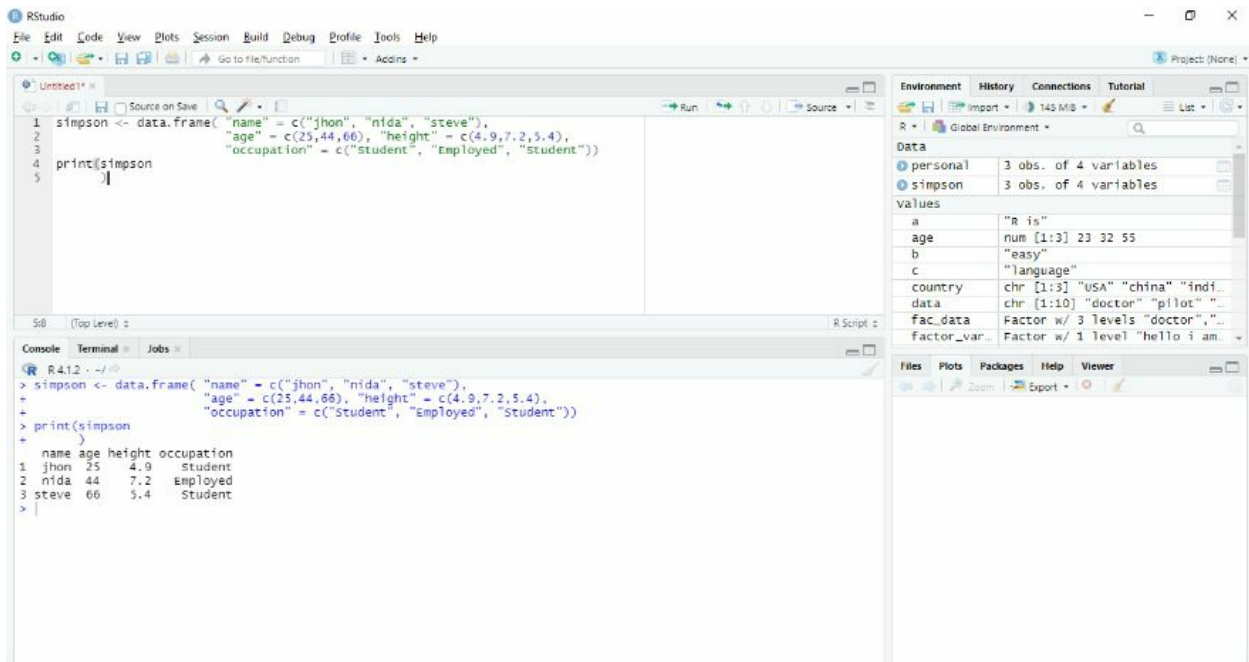 RStudio
File Edit Code View Plots Session Build Debug Profile Tools Help
Go to file/function Addins Project: (None)
Untitled1*
Source on Save Run Source
1 simpson <- data.frame( "name" = c("jhon", "nida", "steve"),
2 "age" = c(25,44,66), "height" = c(4.9,7.2,5.4),
3 "occupation" = c("Student", "Employed", "Student"))
4 print(simpson
5 )
5:8 (Top Level) R Script
Console Terminal Jobs
R 4.1.2 · ~/
> simpson <- data.frame( "name" = c("jhon", "nida", "steve"),
+ "age" = c(25,44,66), "height" = c(4.9,7.2,5.4),
+ "occupation" = c("Student", "Employed", "Student"))
> print(simpson
+ )
name age height occupation
1 jhon 25 4.9 Student
2 nida 44 7.2 Employed
3 steve 66 5.4 Student
>
Environment History Connections Tutorial
Import 145 MiB List
R Global Environment
Data
personal 3 obs. of 4 variables
simpson 3 obs. of 4 variables
values
a "R is"
age num [1:3] 23 32 55
b "easy"
c "language"
country chr [1:3] "USA" "china" "indi…
data chr [1:10] "doctor" "pilot" "…
fac_data Factor w/ 3 levels "doctor","…
factor_var… Factor w/ 1 level "hello i am…
Files Plots Packages Help Viewer
Zoom Export